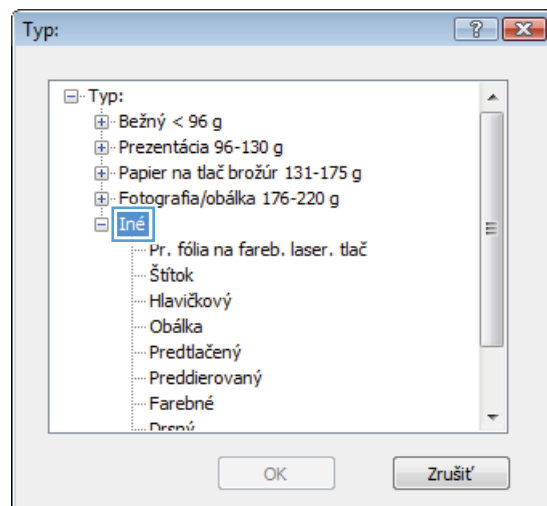 Typ:
Typ:
Bežný < 96 g
Prezentácia 96-130 g
Papier na tlač brožúr 131-175 g
Fotografia/obálka 176-220 g
Iné
Pr. fólia na fareb. laser. tlač
Štítok
Hlavičkový
Obálka
Predtlačený
Preddierovaný
Farebné
Drsný
OK
Zrušiť